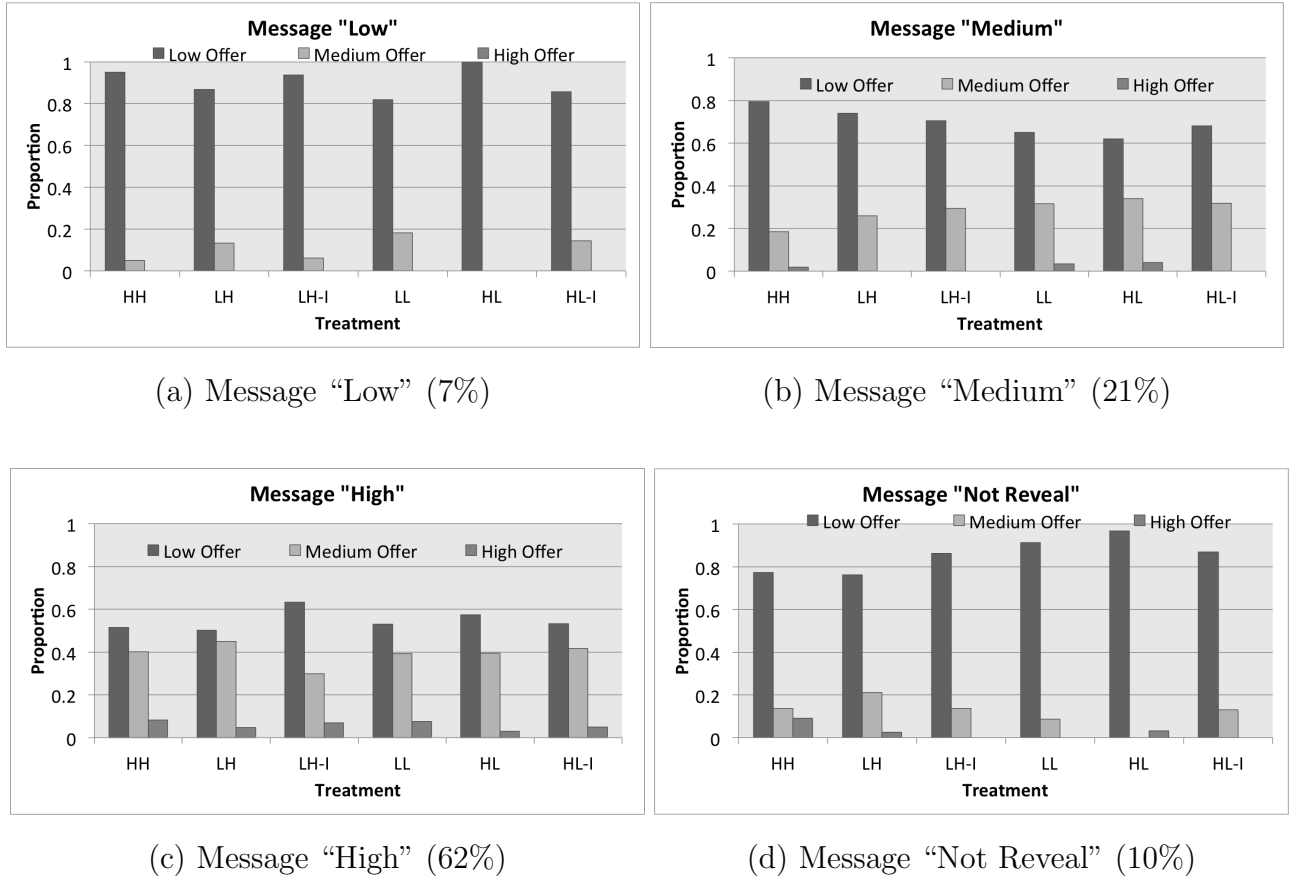 Message "Low"
Low Offer Medium Offer High Offer
1
0.8
0.6
0.4
0.2
0
Proportion
HH LH LH-I LL HL HL-I
Treatment
(a) Message “Low” (7%)
Message "Medium"
Low Offer Medium Offer High Offer
1
0.8
0.6
0.4
0.2
0
Proportion
HH LH LH-I LL HL HL-I
Treatment
(b) Message “Medium” (21%)
Message "High"
Low Offer Medium Offer High Offer
1
0.8
0.6
0.4
0.2
0
Proportion
HH LH LH-I LL HL HL-I
Treatment
(c) Message “High” (62%)
Message "Not Reveal"
Low Offer Medium Offer High Offer
1
0.8
0.6
0.4
0.2
0
Proportion
HH LH LH-I LL HL HL-I
Treatment
(d) Message “Not Reveal” (10%)